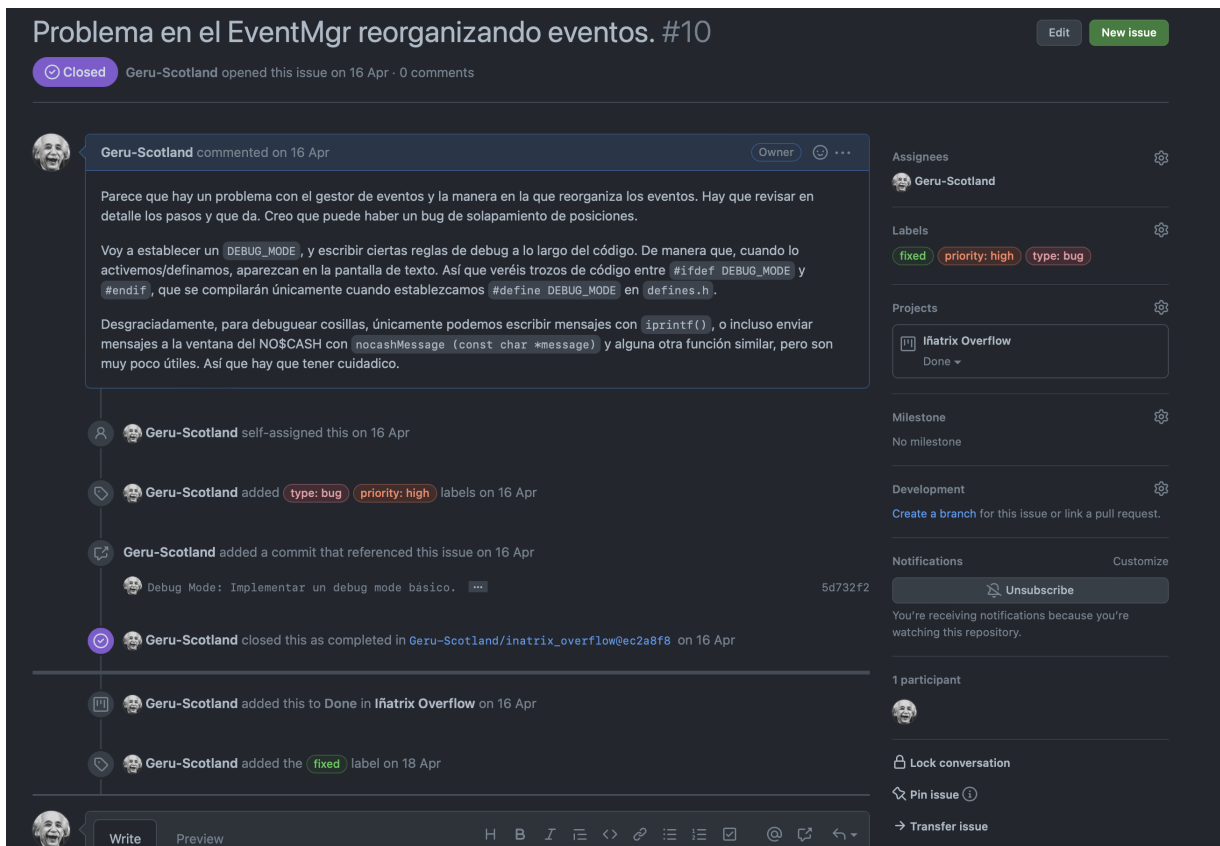 Problema en el EventMgr reorganizando eventos. #10
Edit
New issue
Closed
Geru-Scotland opened this issue on 16 Apr · 0 comments
Geru-Scotland commented on 16 Apr
Owner
Parece que hay un problema con el gestor de eventos y la manera en la que reorganiza los eventos. Hay que revisar en
detalle los pasos y que da. Creo que puede haber un bug de solapamiento de posiciones.
Voy a establecer un DEBUG_MODE, y escribir ciertas reglas de debug a lo largo del código. De manera que, cuando lo
activemos/definamos, aparezcan en la pantalla de texto. Así que veréis trozos de código entre #ifdef DEBUG_MODE y
#endif, que se compilarán únicamente cuando establezcamos #define DEBUG_MODE en defines.h.
Desgraciadamente, para debuguear cosillas, únicamente podemos escribir mensajes con iprintf(), o incluso enviar
mensajes a la ventana del NO$CASH con nocashMessage (const char *message) y alguna otra función similar, pero son
muy poco útiles. Así que hay que tener cuidadico.
Geru-Scotland self-assigned this on 16 Apr
Geru-Scotland added type: bug priority: high labels on 16 Apr
Geru-Scotland added a commit that referenced this issue on 16 Apr
Debug Mode: Implementar un debug mode básico. ...
5d732f2
Geru-Scotland closed this as completed in Geru-Scotland/inatrix_overflow@ec2a8f8 on 16 Apr
Geru-Scotland added this to Done in Iñatrix Overflow on 16 Apr
Geru-Scotland added the fixed label on 18 Apr
Write
Preview
Assignees
Geru-Scotland
Labels
fixed priority: high type: bug
Projects
Iñatrix Overflow
Done
Milestone
No milestone
Development
Create a branch for this issue or link a pull request.
Notifications
Customize
Unsubscribe
You're receiving notifications because you're
watching this repository.
1 participant
Lock conversation
Pin issue
Transfer issue